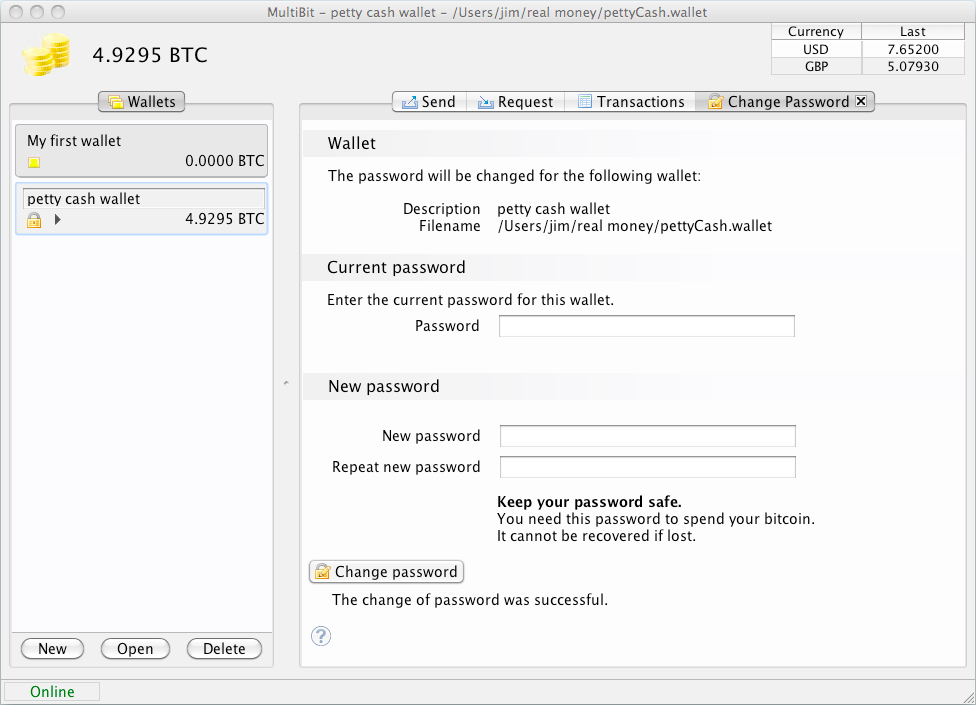 MultiBit – petty cash wallet – /Users/jim/real money/pettyCash.wallet
4.9295 BTC
Currency Last
USD 7.65200
GBP 5.07930
Wallets
Send Request Transactions Change Password
My first wallet
0.0000 BTC
petty cash wallet
4.9295 BTC
Wallet
The password will be changed for the following wallet:
Description petty cash wallet
Filename /Users/jim/real money/pettyCash.wallet
Current password
Enter the current password for this wallet.
Password
New password
New password
Repeat new password
Keep your password safe.
You need this password to spend your bitcoin.
It cannot be recovered if lost.
Change password
The change of password was successful.
?
New Open Delete
Online